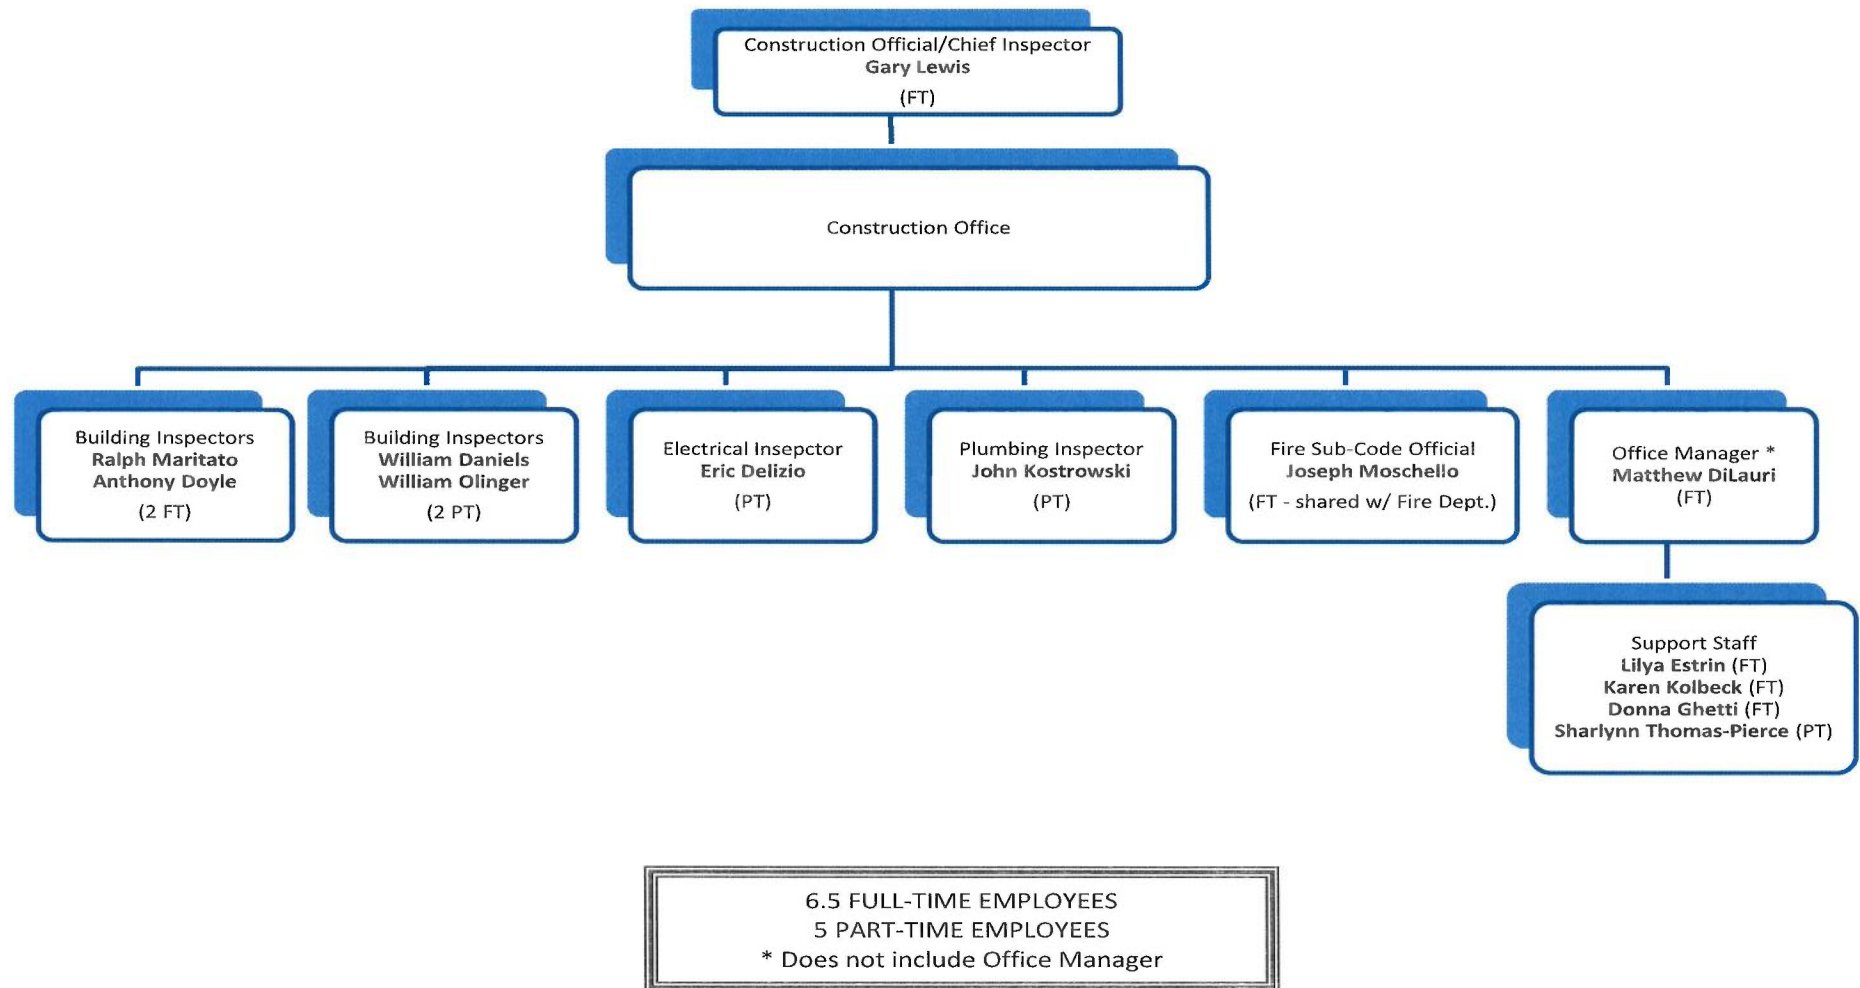 Construction Official/Chief Inspector
Gary Lewis
(FT)
Construction Office
Building Inspectors
Ralph Maritato
Anthony Doyle
(2 FT)
Building Inspectors
William Daniels
William Olinger
(2 PT)
Electrical Insepctor
Eric Delizio
(PT)
Plumbing Inspector
John Kostrowski
(PT)
Fire Sub-Code Official
Joseph Moschello
(FT - shared w/ Fire Dept.)
Office Manager *
Matthew DiLauri
(FT)
Support Staff
Lilya Estrin (FT)
Karen Kolbeck (FT)
Donna Ghetti (FT)
Sharlynn Thomas-Pierce (PT)
6.5 FULL-TIME EMPLOYEES
5 PART-TIME EMPLOYEES
* Does not include Office Manager